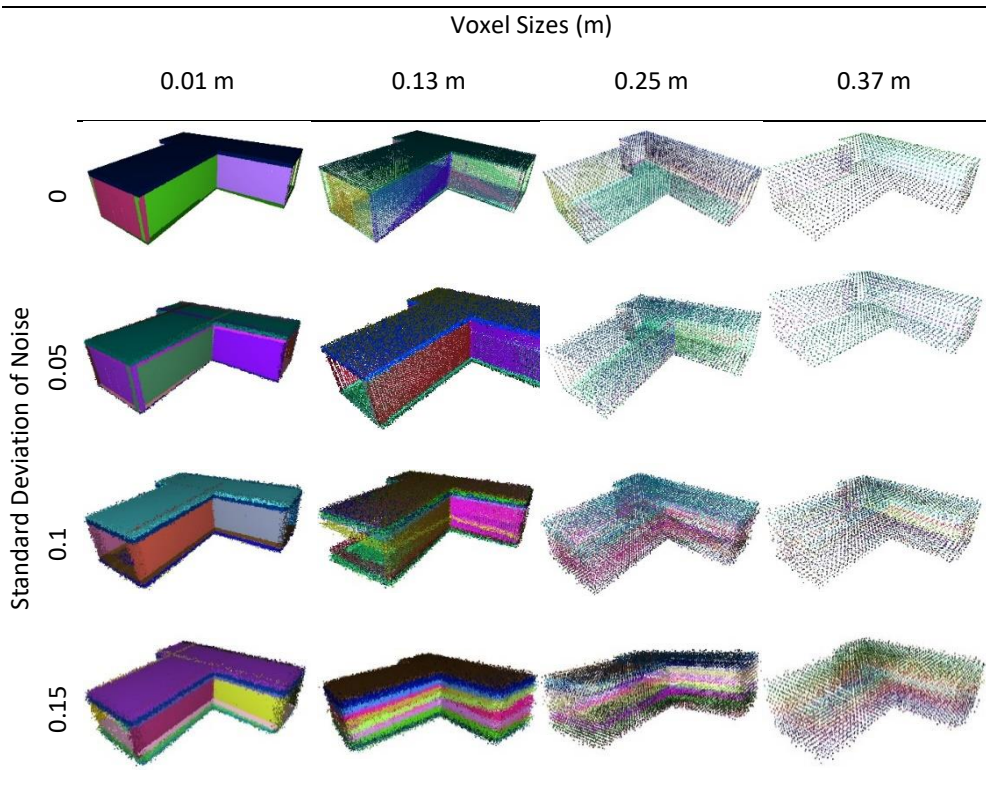 Voxel Sizes (m)
0.01 m 0.13 m 0.25 m 0.37 m
Standard Deviation of Noise
0
0.05
0.1
0.15